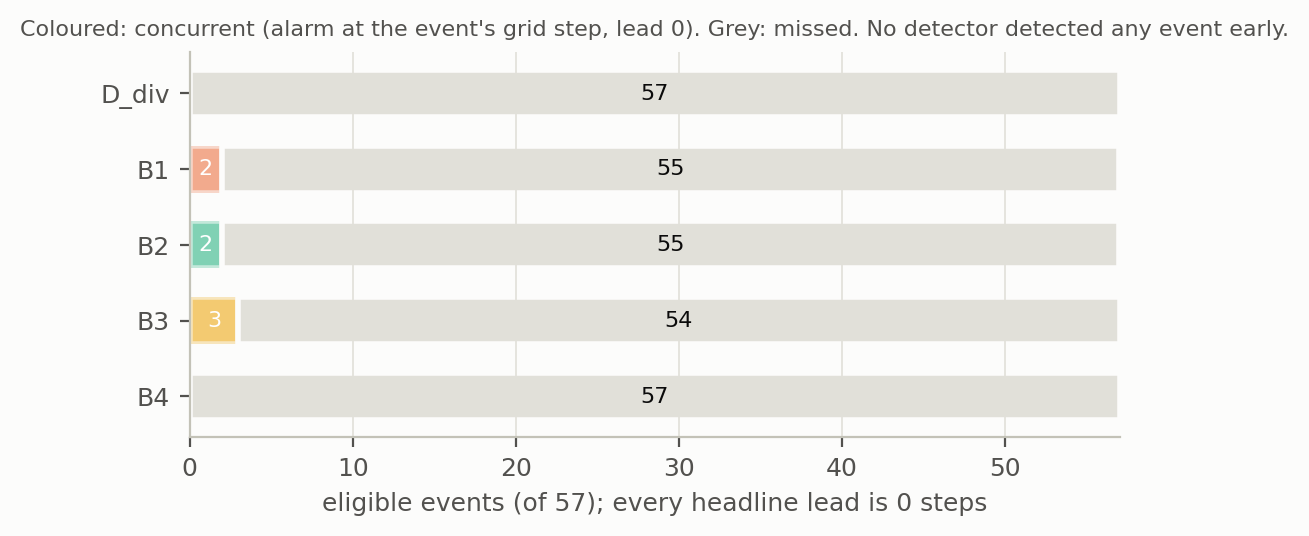 Coloured: concurrent (alarm at the event's grid step, lead 0). Grey: missed. No detector detected any event early.
D_div 57
B1 2 55
B2 2 55
B3 3 54
B4 57
0 10 20 30 40 50
eligible events (of 57); every headline lead is 0 steps